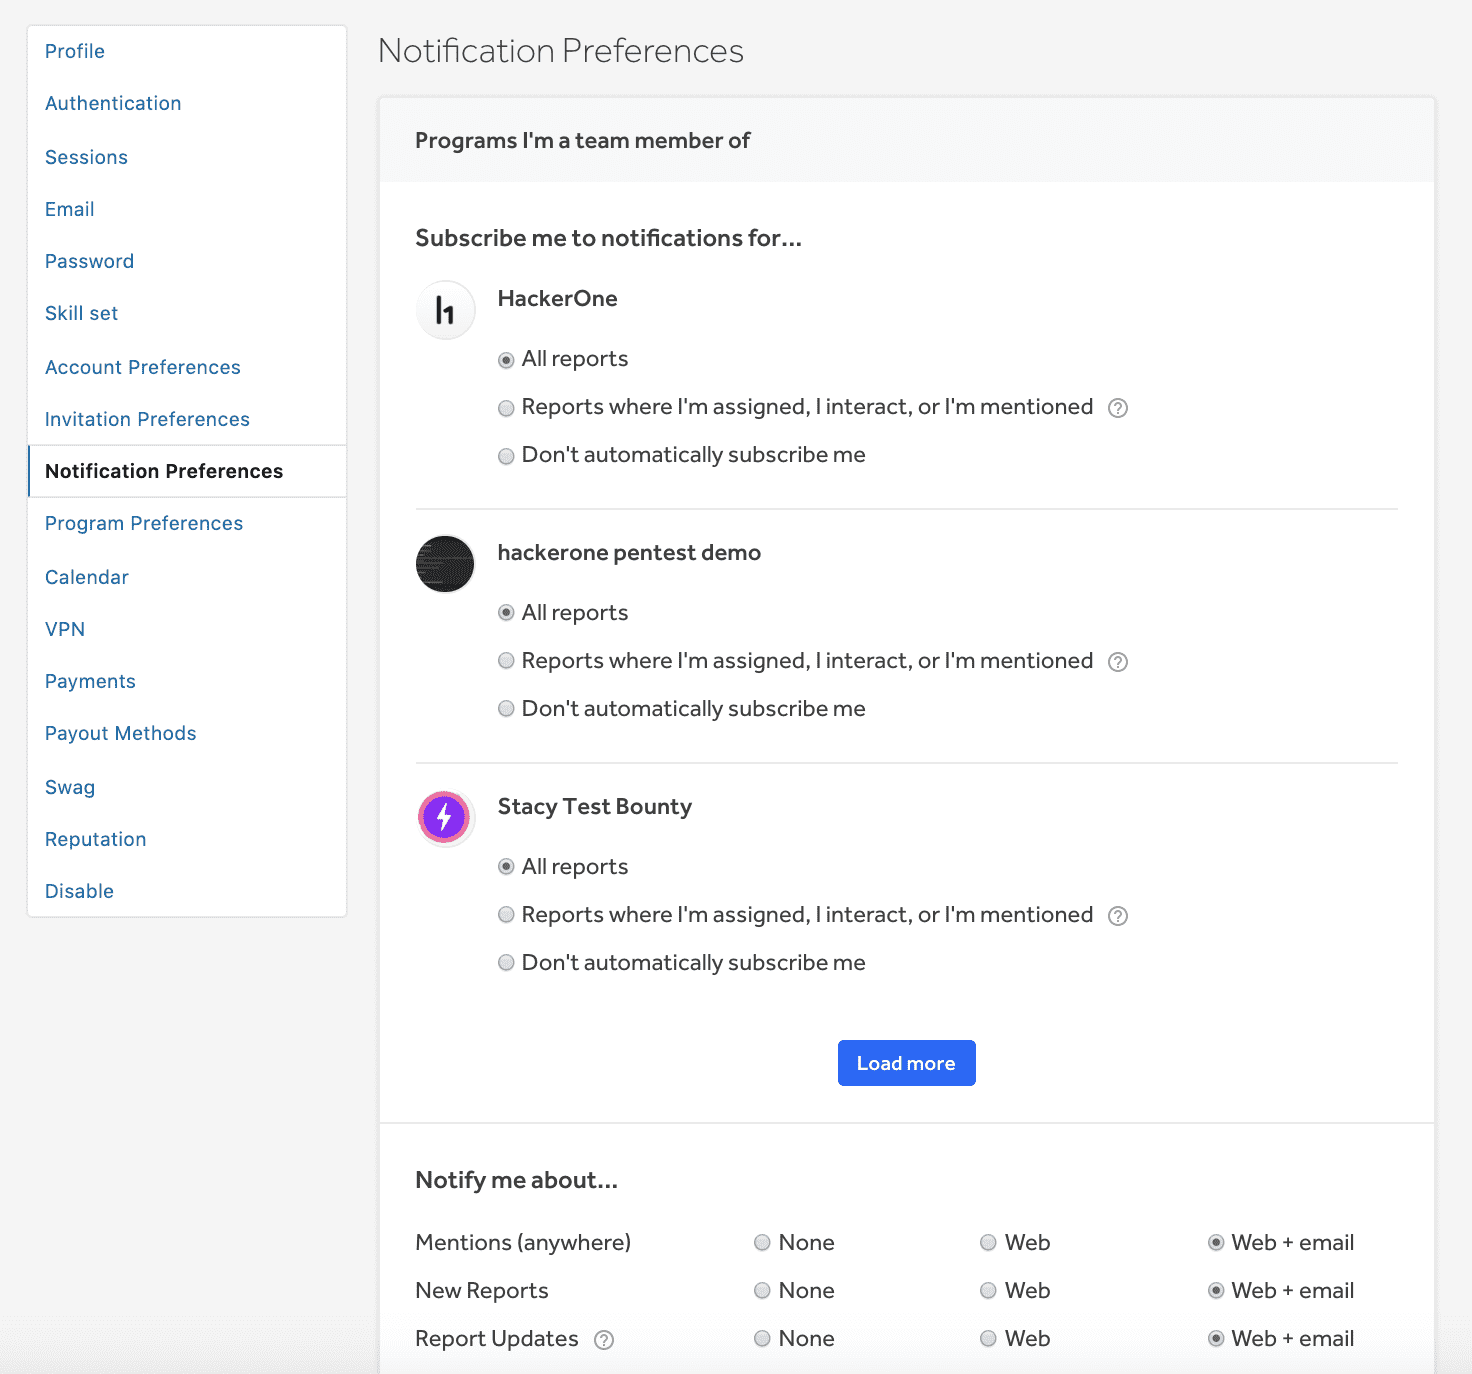 Profile
Authentication
Sessions
Email
Password
Skill set
Account Preferences
Invitation Preferences
Notification Preferences
Program Preferences
Calendar
VPN
Payments
Payout Methods
Swag
Reputation
Disable
Notification Preferences
Programs I'm a team member of
Subscribe me to notifications for...
h1
HackerOne
All reports
Reports where I'm assigned, I interact, or I'm mentioned ?
Don't automatically subscribe me
hackerone pentest demo
All reports
Reports where I'm assigned, I interact, or I'm mentioned ?
Don't automatically subscribe me
Stacy Test Bounty
All reports
Reports where I'm assigned, I interact, or I'm mentioned ?
Don't automatically subscribe me
Load more
Notify me about...
Mentions (anywhere) None Web Web + email
New Reports None Web Web + email
Report Updates ? None Web Web + email